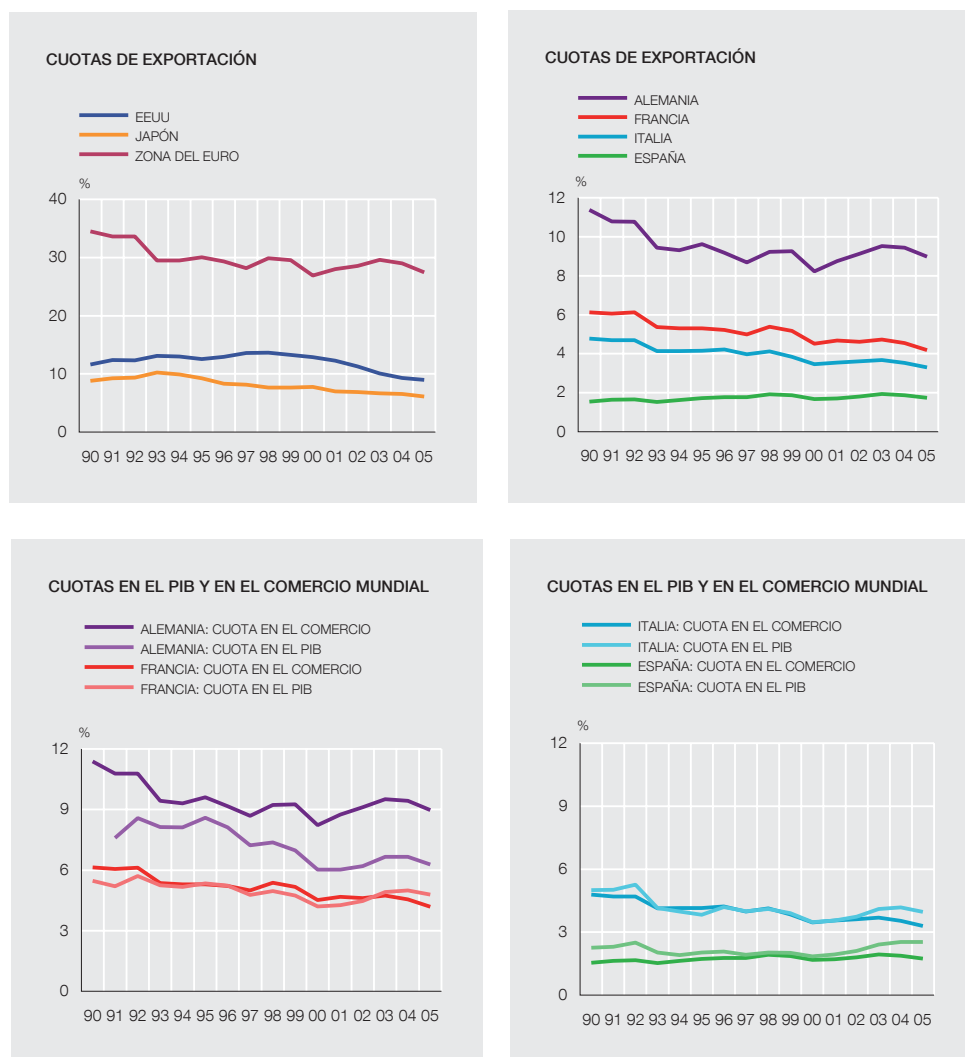 CUOTAS DE EXPORTACIÓN
EEUU
JAPÓN
ZONA DEL EURO
%
40
30
20
10
0
90 91 92 93 94 95 96 97 98 99 00 01 02 03 04 05
CUOTAS DE EXPORTACIÓN
ALEMANIA
FRANCIA
ITALIA
ESPAÑA
%
12
10
8
6
4
2
0
90 91 92 93 94 95 96 97 98 99 00 01 02 03 04 05
CUOTAS EN EL PIB Y EN EL COMERCIO MUNDIAL
ALEMANIA: CUOTA EN EL COMERCIO
ALEMANIA: CUOTA EN EL PIB
FRANCIA: CUOTA EN EL COMERCIO
FRANCIA: CUOTA EN EL PIB
%
12
9
6
3
0
90 91 92 93 94 95 96 97 98 99 00 01 02 03 04 05
CUOTAS EN EL PIB Y EN EL COMERCIO MUNDIAL
ITALIA: CUOTA EN EL COMERCIO
ITALIA: CUOTA EN EL PIB
ESPAÑA: CUOTA EN EL COMERCIO
ESPAÑA: CUOTA EN EL PIB
%
12
9
6
3
0
90 91 92 93 94 95 96 97 98 99 00 01 02 03 04 05